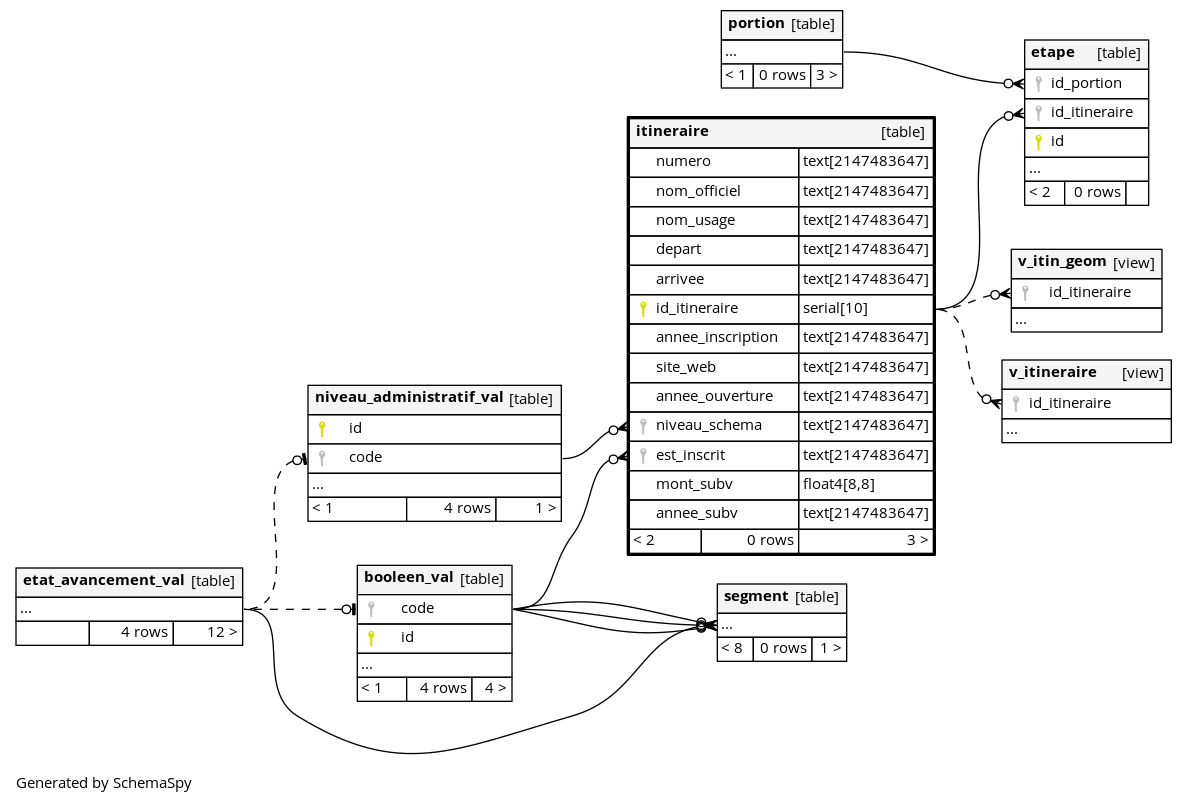 portion [table]
...
< 1 0 rows 3 >
etape [table]
id_portion
id_itineraire
id
...
< 2 0 rows
itineraire [table]
numero text[2147483647]
nom_officiel text[2147483647]
nom_usage text[2147483647]
depart text[2147483647]
arrivee text[2147483647]
id_itineraire serial[10]
annee_inscription text[2147483647]
site_web text[2147483647]
annee_ouverture text[2147483647]
niveau_schema text[2147483647]
est_inscrit text[2147483647]
mont_subv float4[8,8]
annee_subv text[2147483647]
< 2 0 rows 3 >
v_itin_geom [view]
id_itineraire
...
v_itineraire [view]
id_itineraire
...
niveau_administratif_val [table]
id
code
...
< 1 4 rows 1 >
etat_avancement_val [table]
...
4 rows 12 >
booleen_val [table]
code
id
...
< 1 4 rows 4 >
segment [table]
...
< 8 0 rows 1 >
Generated by SchemaSpy